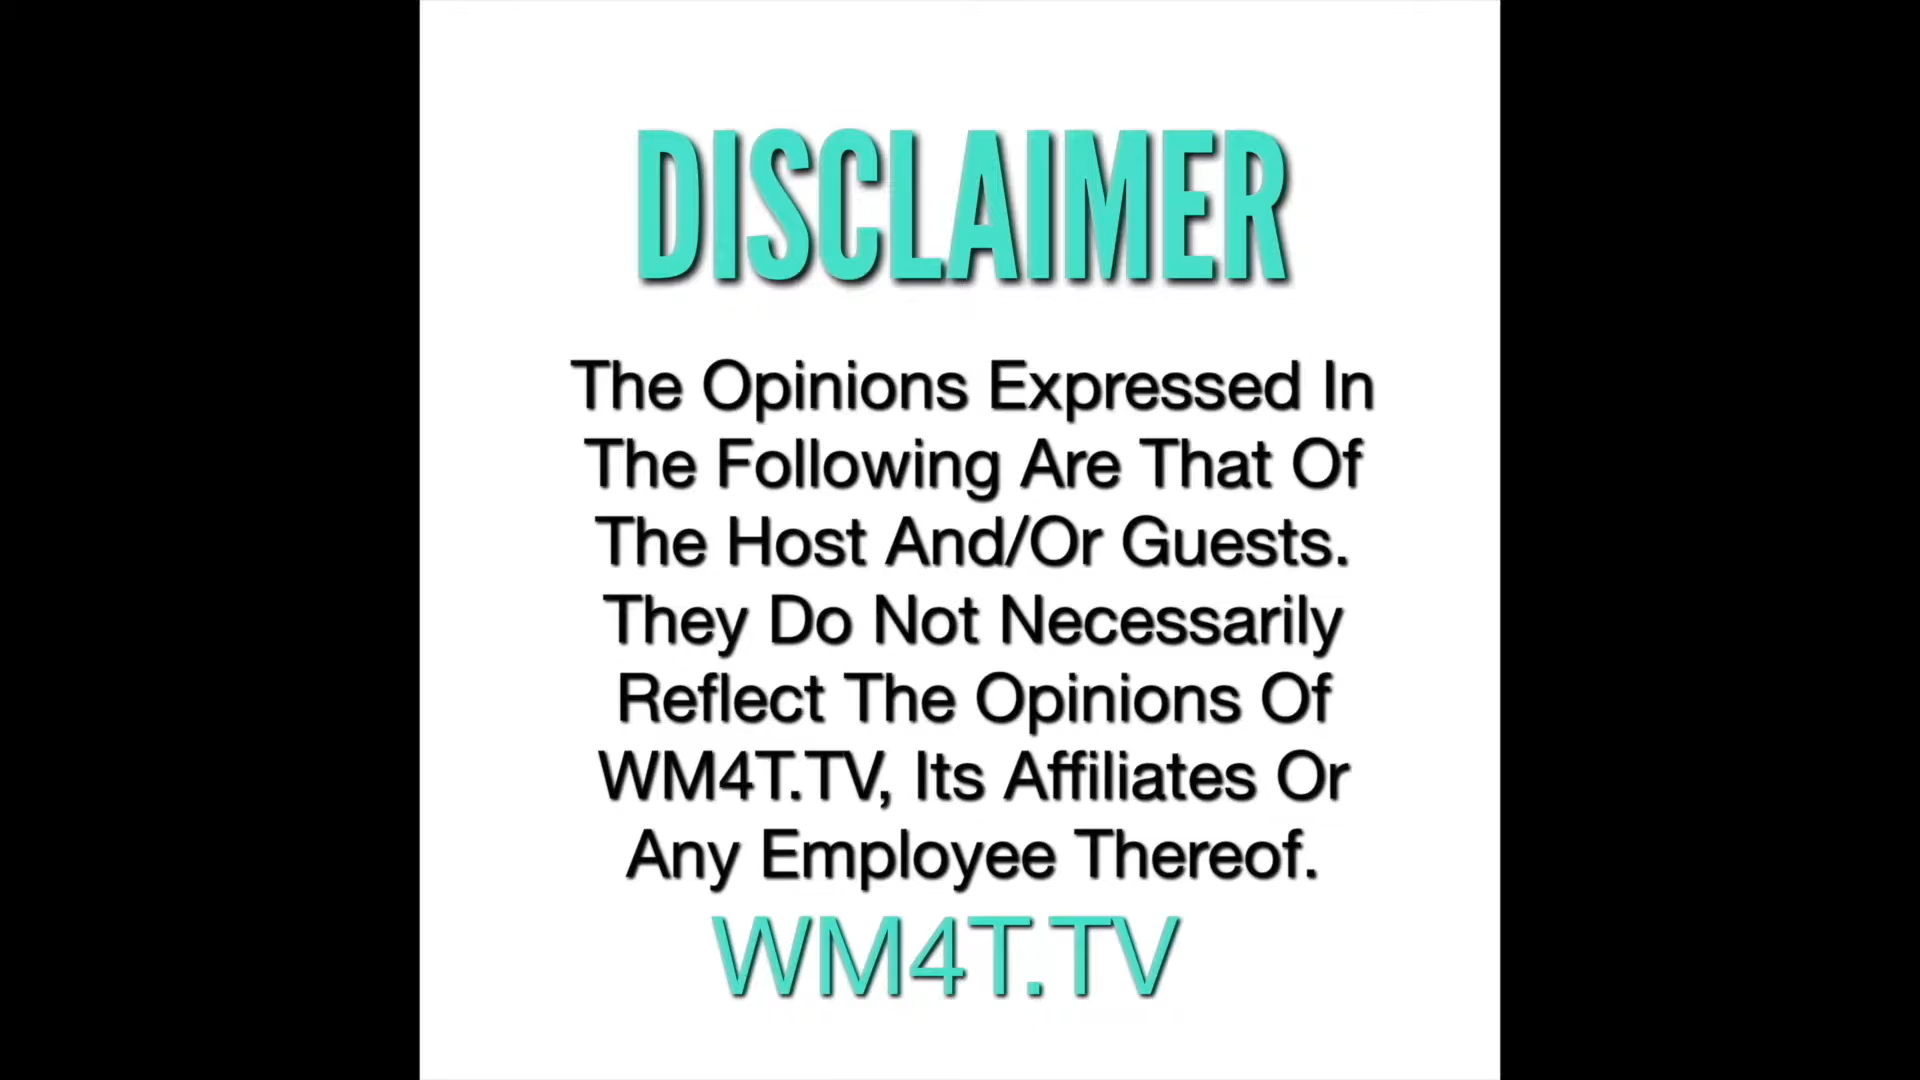 DISCLAIMER
The Opinions Expressed In
The Following Are That Of
The Host And/Or Guests.
They Do Not Necessarily
Reflect The Opinions Of
WM4T.TV, Its Affiliates Or
Any Employee Thereof.
WM4T.TV